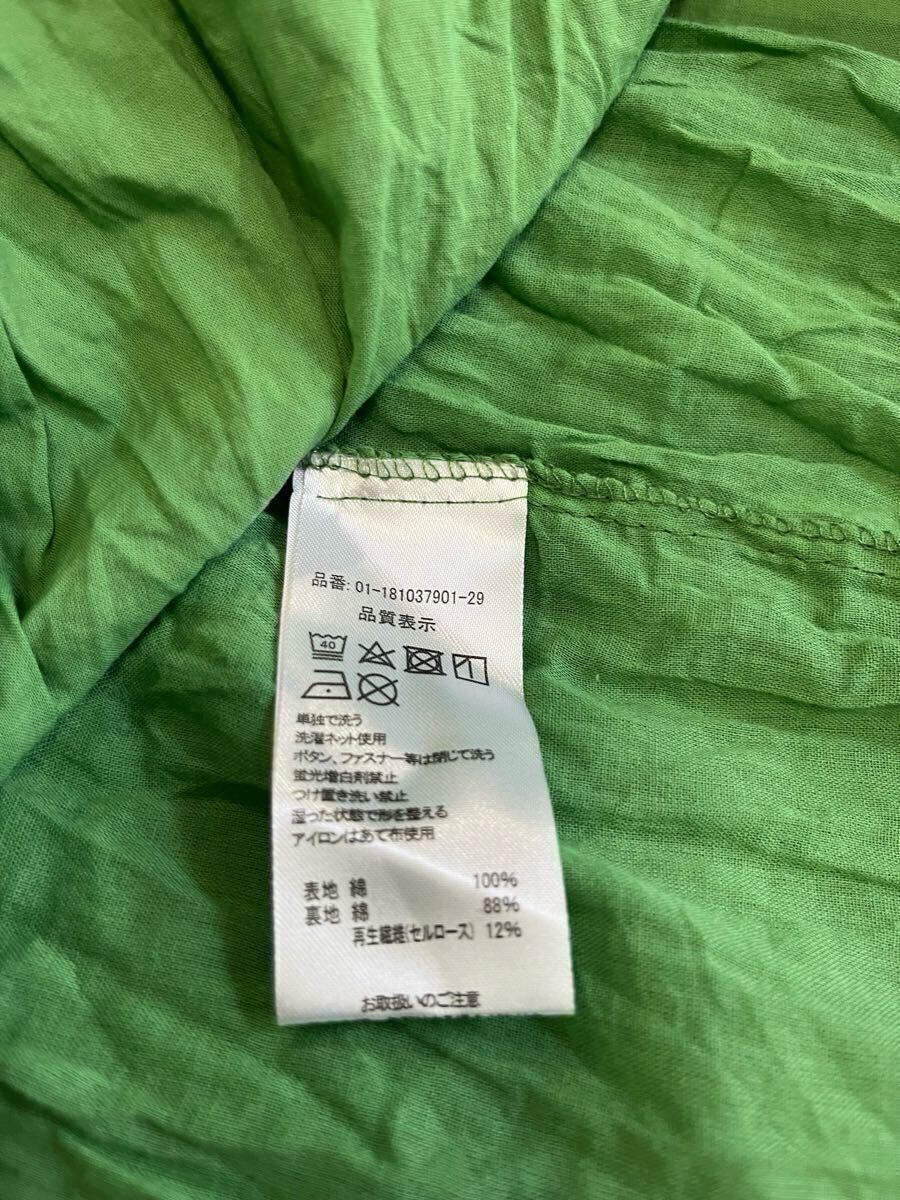 品番: 01-181037901-29
品質表示
40
単独で洗う
洗濯ネット使用
ボタン、ファスナー等は閉じて洗う
蛍光増白剤禁止
つけ置き洗い禁止
湿った状態で形を整える
アイロンはあて布使用
表地 綿 100%
裏地 綿 88%
再生繊維(セルロース) 12%
お取扱いのご注意